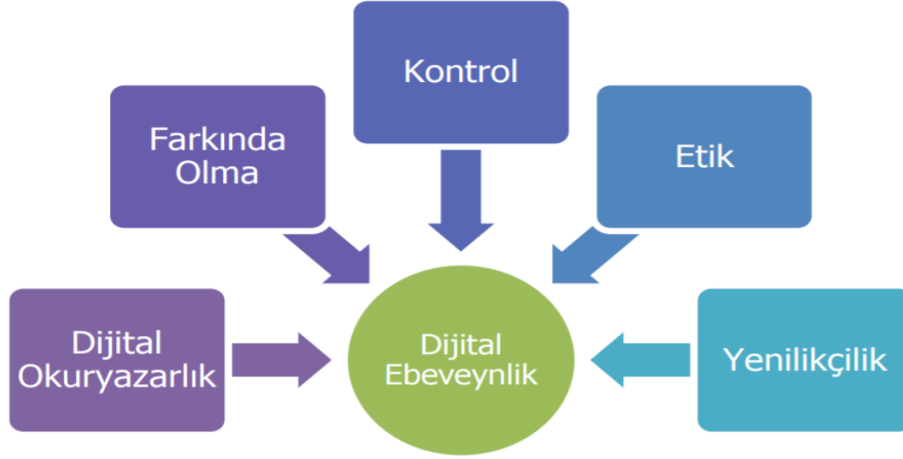 Kontrol
Farkında
Olma
Etik
Dijital
Okuryazarlık
Dijital
Ebeveynlik
Yenilikçilik